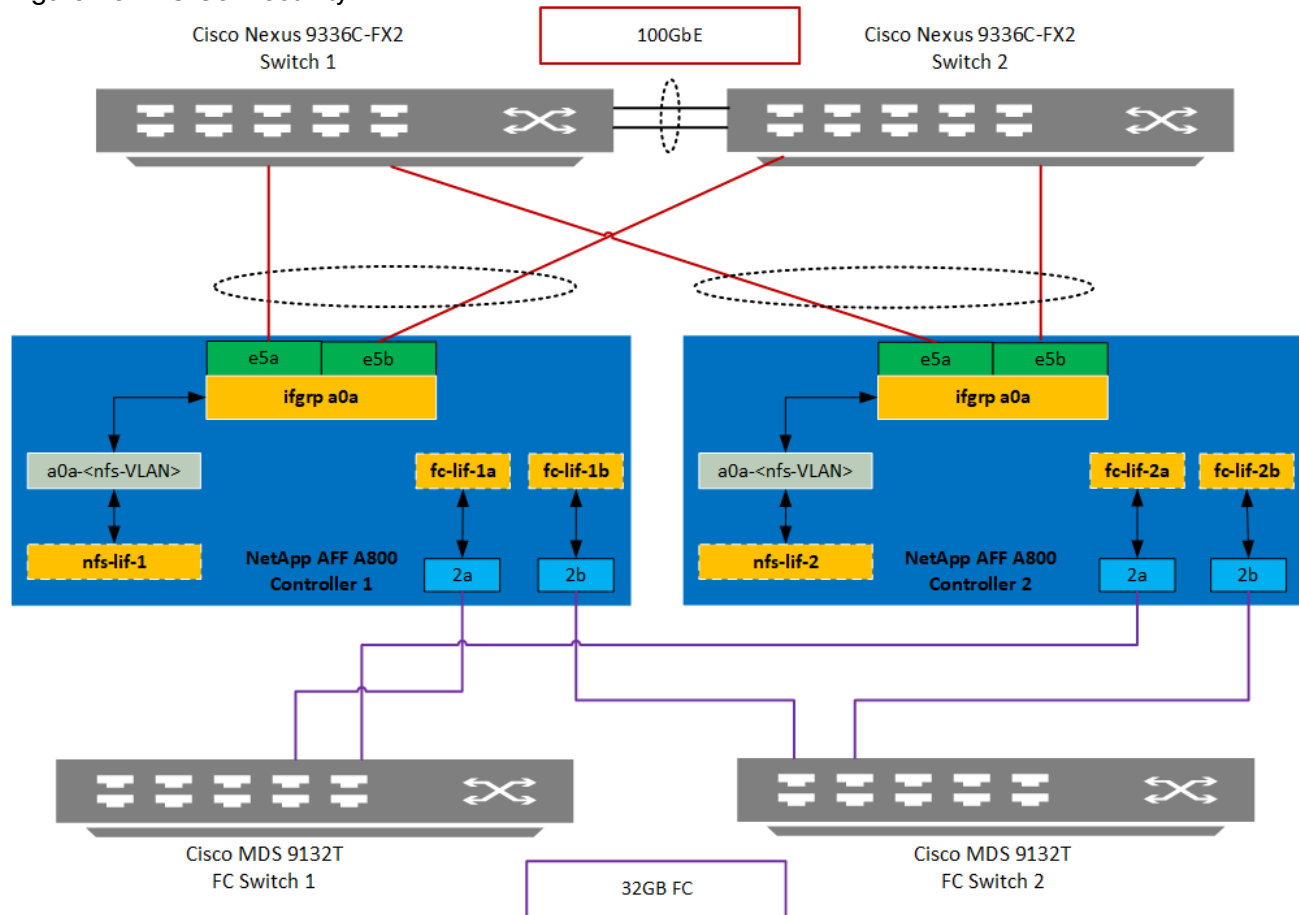 Cisco Nexus 9336C-FX2
Switch 1
100GbE
Cisco Nexus 9336C-FX2
Switch 2
e5a
e5b
ifgrp a0a
a0a-<nfs-VLAN>
nfs-lif-1
fc-lif-1a
fc-lif-1b
NetApp AFF A800
Controller 1
2a
2b
e5a
e5b
ifgrp a0a
a0a-<nfs-VLAN>
nfs-lif-2
fc-lif-2a
fc-lif-2b
NetApp AFF A800
Controller 2
2a
2b
Cisco MDS 9132T
FC Switch 1
32GB FC
Cisco MDS 9132T
FC Switch 2